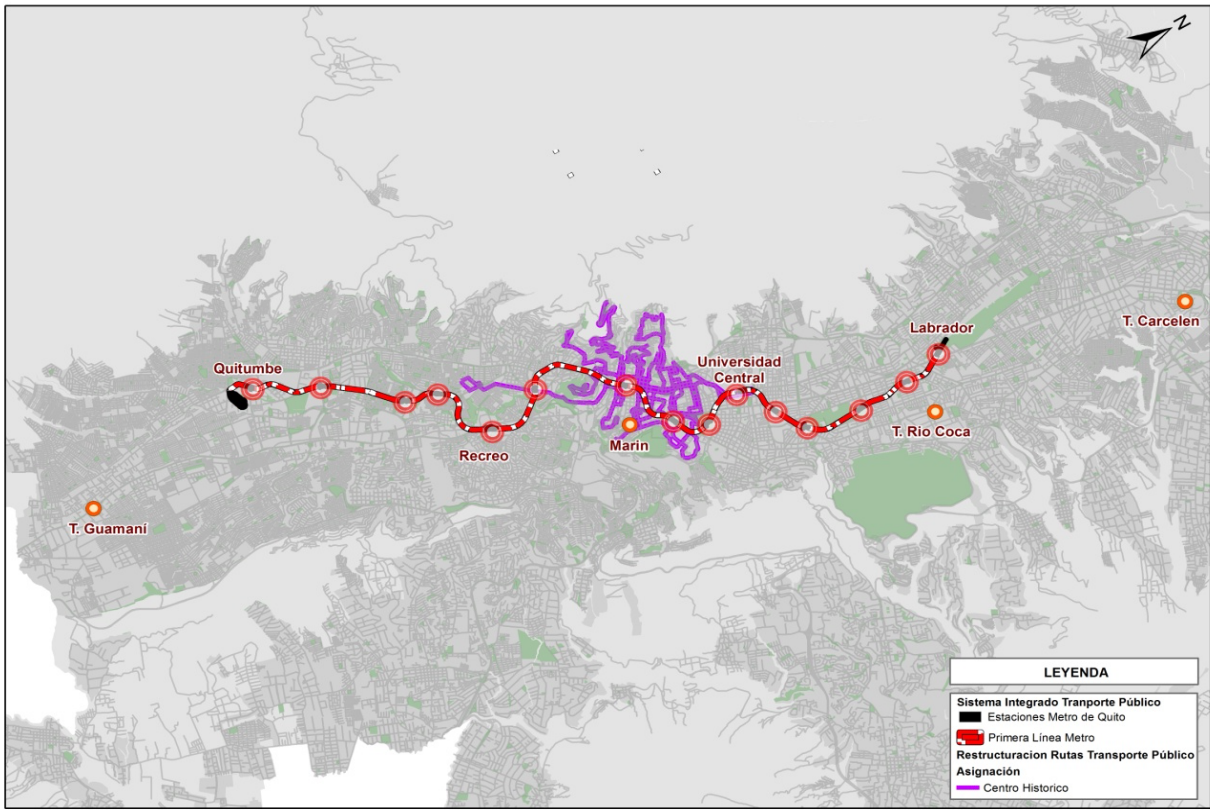 N
T. Carcelen
Labrador
Universidad
Central
Quitumbe
T. Rio Coca
Marin
Recreo
T. Guamaní
LEYENDA
Sistema Integrado Tranporte Público
Estaciones Metro de Quito
Primera Línea Metro
Restructuracion Rutas Transporte Público
Asignación
Centro Historico